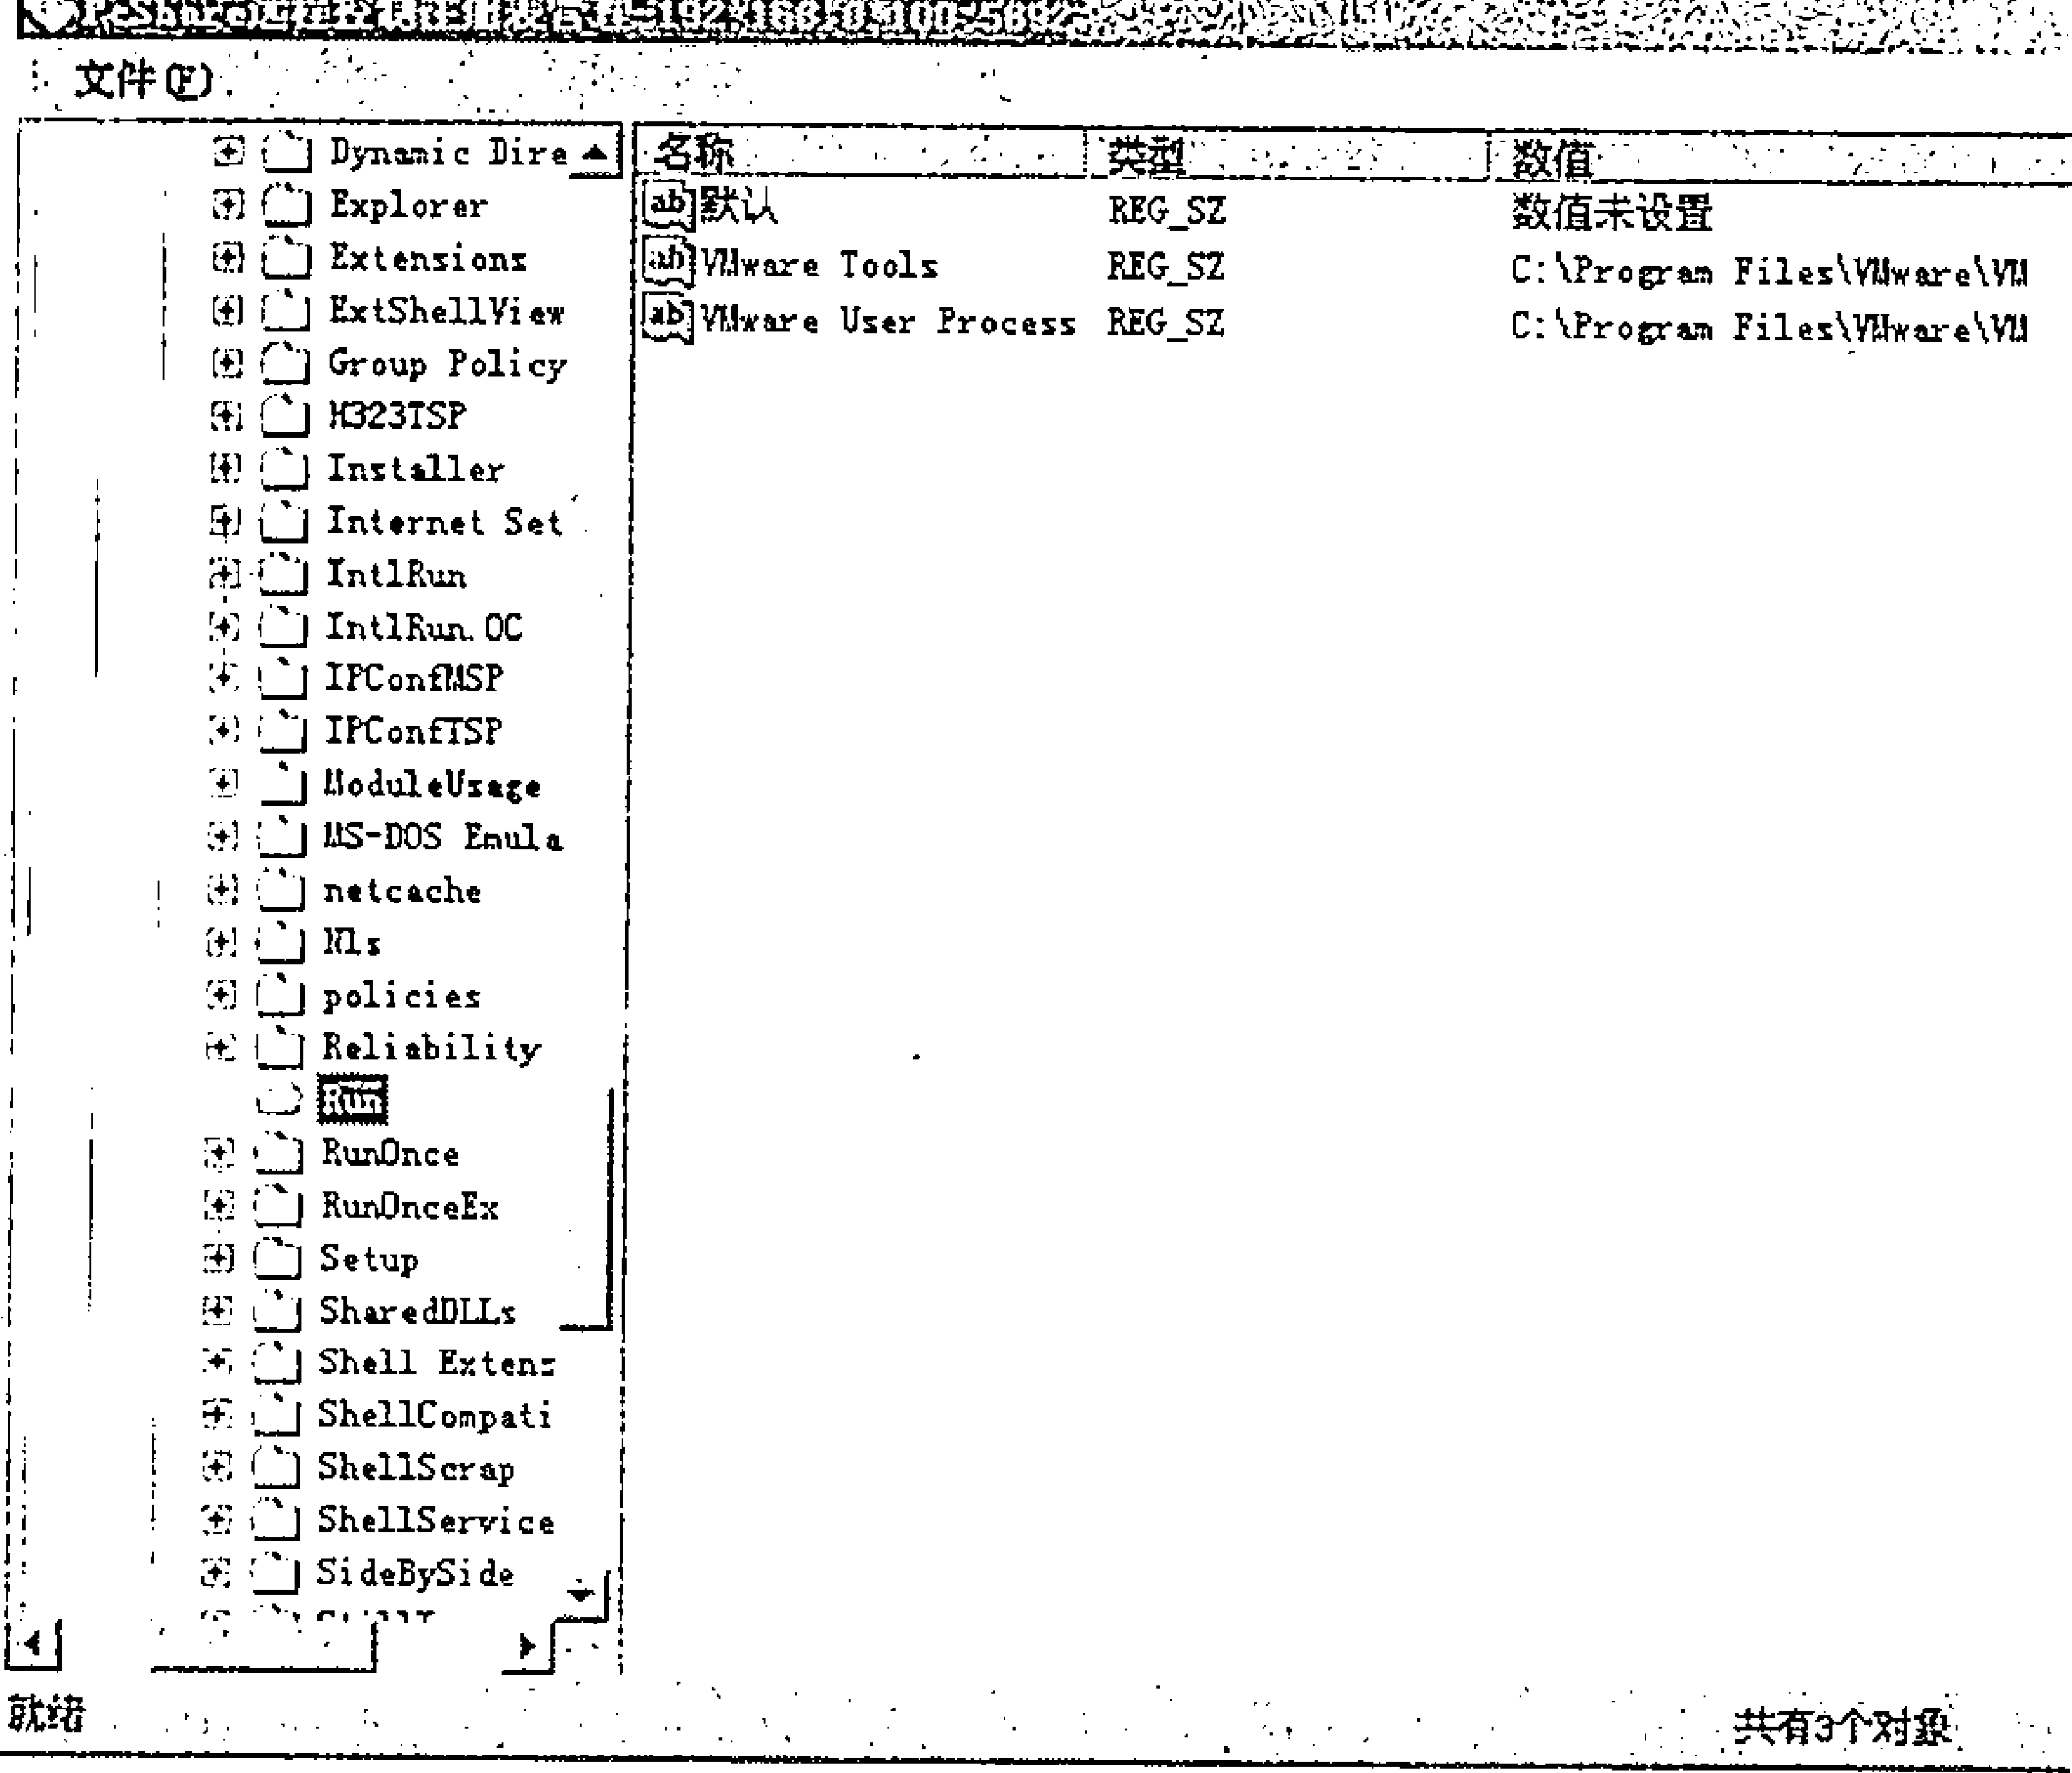 文件(F)
名称 类型 数值
默认 REG_SZ 数值未设置
VMware Tools REG_SZ C:\Program Files\VMware\VM
VMware User Process REG_SZ C:\Program Files\VMware\VM
Dynamic Dire
Explorer
Extensions
ExtShellView
Group Policy
H323TSP
Installer
Internet Set
IntlRun
IntlRun.OC
IPConfMSP
IPConfTSP
ModuleUsage
MS-DOS Emula
netcache
Nls
policies
Reliability
Run
RunOnce
RunOnceEx
Setup
SharedDLLs
Shell Extens
ShellCompati
ShellScrap
ShellService
SideBySide
就绪
共有3个对象